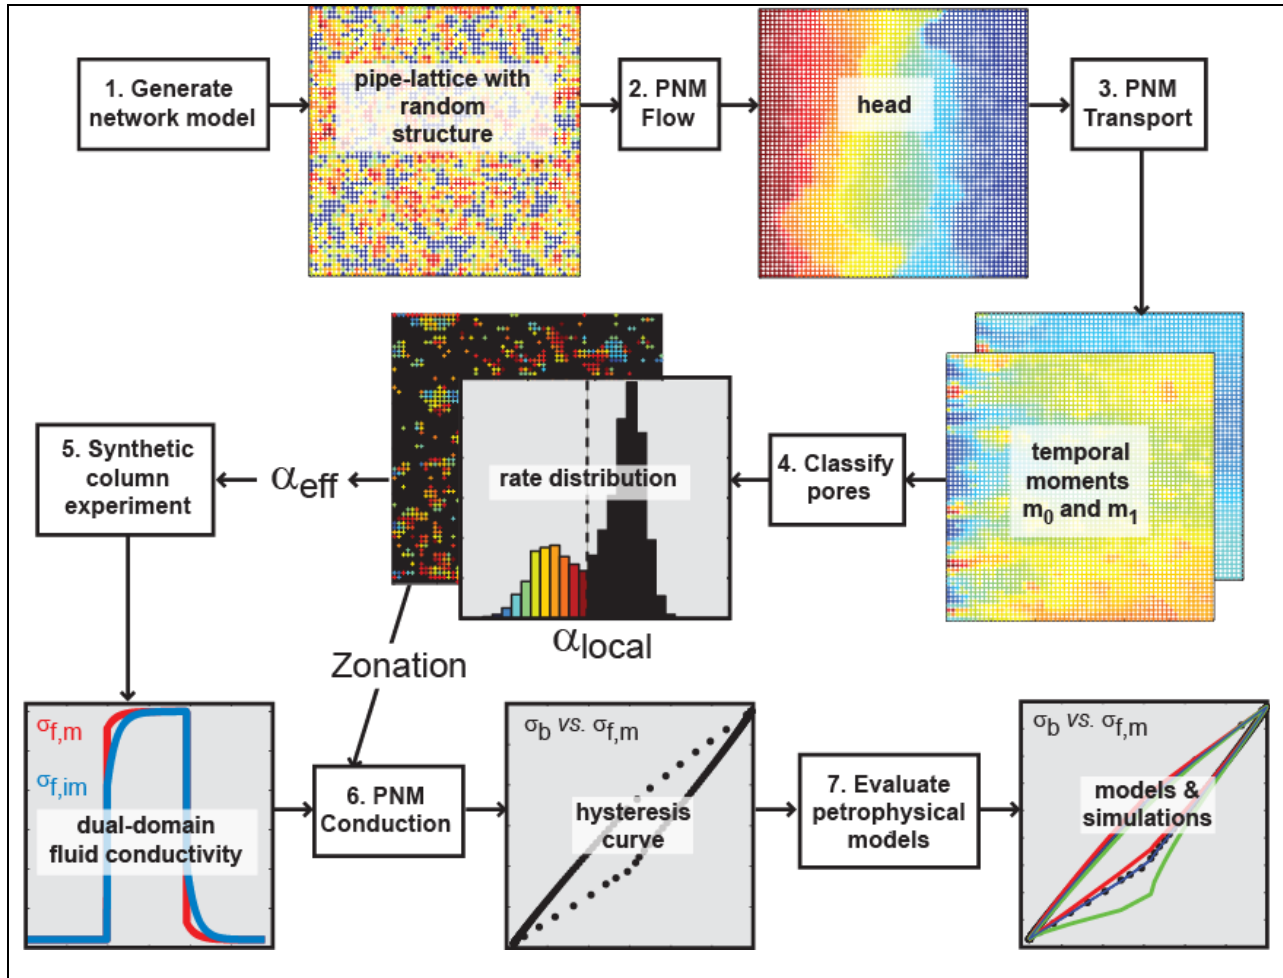 1. Generate
network model
pipe-lattice with
random
structure
2. PNM
Flow
head
3. PNM
Transport
temporal
moments
m0 and m1
4. Classify
pores
rate distribution
αlocal
αeff
5. Synthetic
column
experiment
Zonation
σf,m
σf,im
dual-domain
fluid conductivity
6. PNM
Conduction
σb vs. σf,m
hysteresis
curve
7. Evaluate
petrophysical
models
σb vs. σf,m
models &
simulations